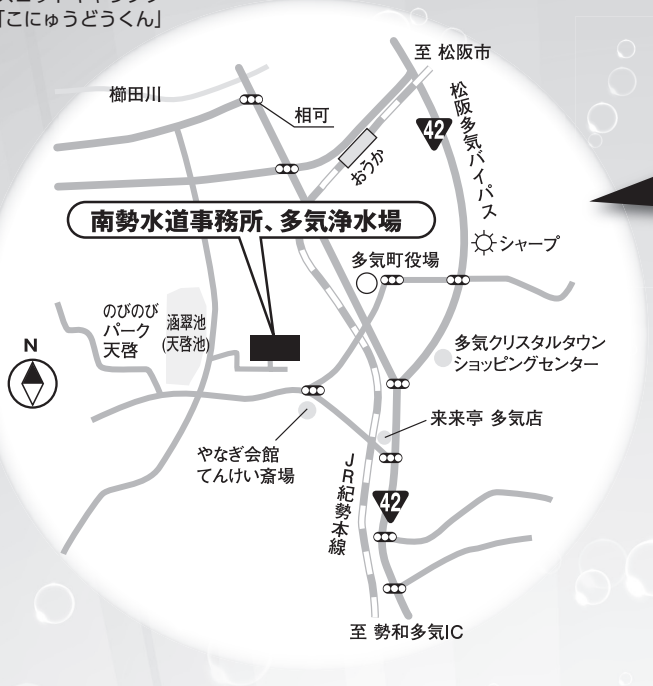 「こにゅうどうくん」
至 松阪市
櫛田川
相可
42
松阪多気バイパス
おうか
南勢水道事務所、多気浄水場
シャープ
多気町役場
のびのび
パーク
天啓
涵翠池
(天啓池)
N
多気クリスタルタウン
ショッピングセンター
来来亭 多気店
やなぎ会館
てんけい斎場
JR紀勢本線
42
至 勢和多気IC